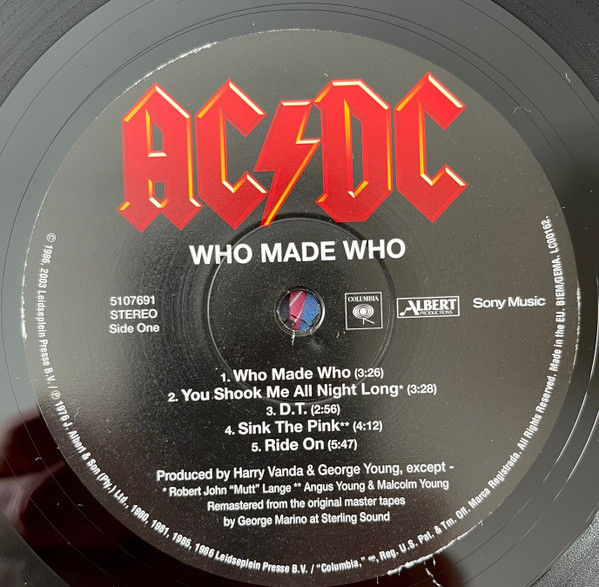 AC DC
WHO MADE WHO
5107691
STEREO
Side One
COLUMBIA
ALBERT
PRODUCTIONS
Sony Music
1. Who Made Who (3:26)
2. You Shook Me All Night Long* (3:28)
3. D.T. (2:56)
4. Sink The Pink** (4:12)
5. Ride On (5:47)
Produced by Harry Vanda & George Young, except -
* Robert John “Mutt” Lange ** Angus Young & Malcolm Young
Remastered from the original master tapes
by George Marino at Sterling Sound
© 1986, 2003 Leidseplein Presse B.V. / ℗ 1976 J. Albert & Son (Pty.) Ltd., 1980, 1981, 1985, 1986 Leidseplein Presse B.V. / “Columbia,” Reg. U.S. Pat. & Tm. Off. Marca Registrada. All Rights Reserved. Made in the EU. BIEM/GEMA. LC00162.